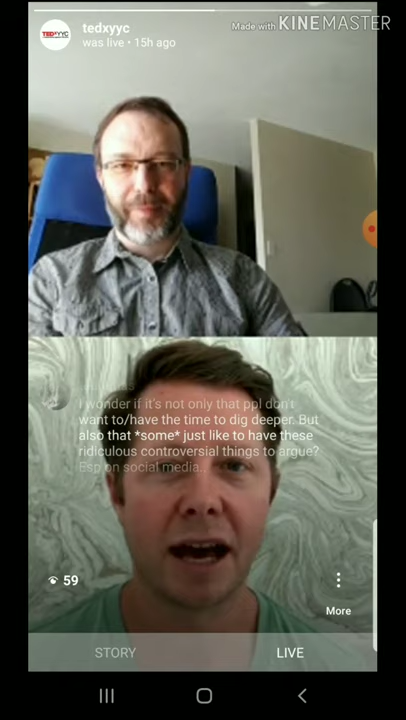 tedxyyc
was live • 15h ago
Made with KINEMASTER
TEDxYYC
I wonder if it's not only that ppl don't
want to/have the time to dig deeper. But
also that *some* just like to have these
ridiculous controversial things to argue?
Esp on social media..
59
More
STORY
LIVE